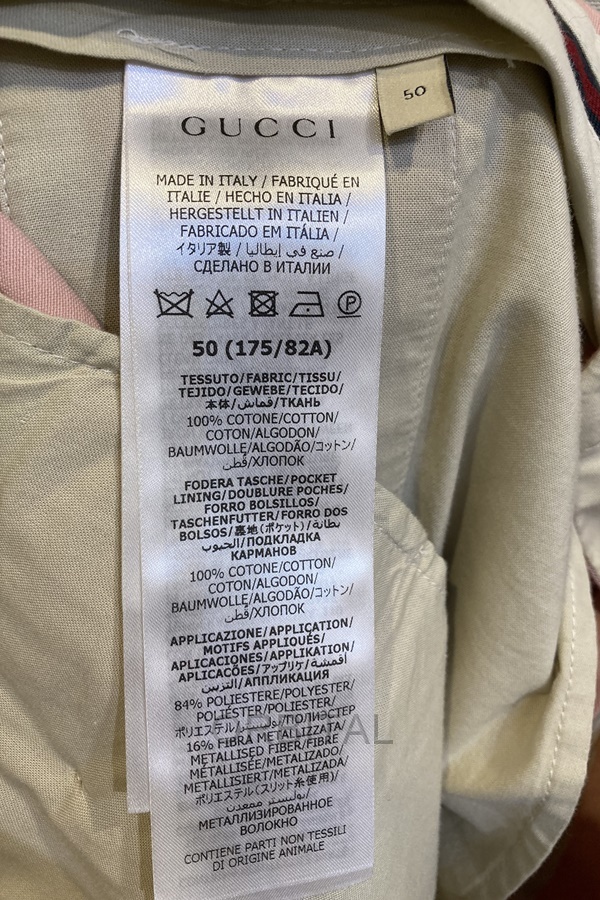 GUCCI
50
MADE IN ITALY / FABRIQUÉ EN
ITALIE / HECHO EN ITALIA /
HERGESTELLT IN ITALIEN /
FABRICADO EM ITÁLIA /
イタリア製 / صنع في إيطاليا /
СДЕЛАНО В ИТАЛИИ
P
50 (175/82A)
TESSUTO/FABRIC/TISSU/
TEJIDO/GEWEBE/TECIDO/
本体/قماش/ТКАНЬ
100% COTONE/COTTON/
COTON/ALGODON/
BAUMWOLLE/ALGODÃO/コットン/
قطن/ХЛОПОК
FODERA TASCHE/POCKET
LINING/DOUBLURE POCHES/
FORRO BOLSILLOS/
TASCHENFUTTER/FORRO DOS
BOLSOS/裏地(ポケット)/بطانة
الجيوب/ПОДКЛАДКА
КАРМАНОВ
100% COTONE/COTTON/
COTON/ALGODON/
BAUMWOLLE/ALGODÃO/コットン/
قطن/ХЛОПОК
APPLICAZIONE/APPLICATION/
MOTIFS APPLIQUÉS/
APLICACIONES/APPLIKATION/
APLICAÇÕES/アップリケ/أقمشة
التزيين/АППЛИКАЦИЯ
84% POLIESTERE/POLYESTER/
POLIÉSTER/POLYESTER/
ポリエステル/بوليستر/ПОЛИЭСТЕР
16% FIBRA METALLIZZATA/
METALLISED FIBER/FIBRE
MÉTALLISÉE/METALIZADO/
METALLISIERT/METALIZADA/
ポリエステル(スリット糸使用)/
بوليستر ممعدن/
МЕТАЛЛИЗИРОВАННОЕ
ВОЛОКНО
CONTIENE PARTI NON TESSILI
DI ORIGINE ANIMALE